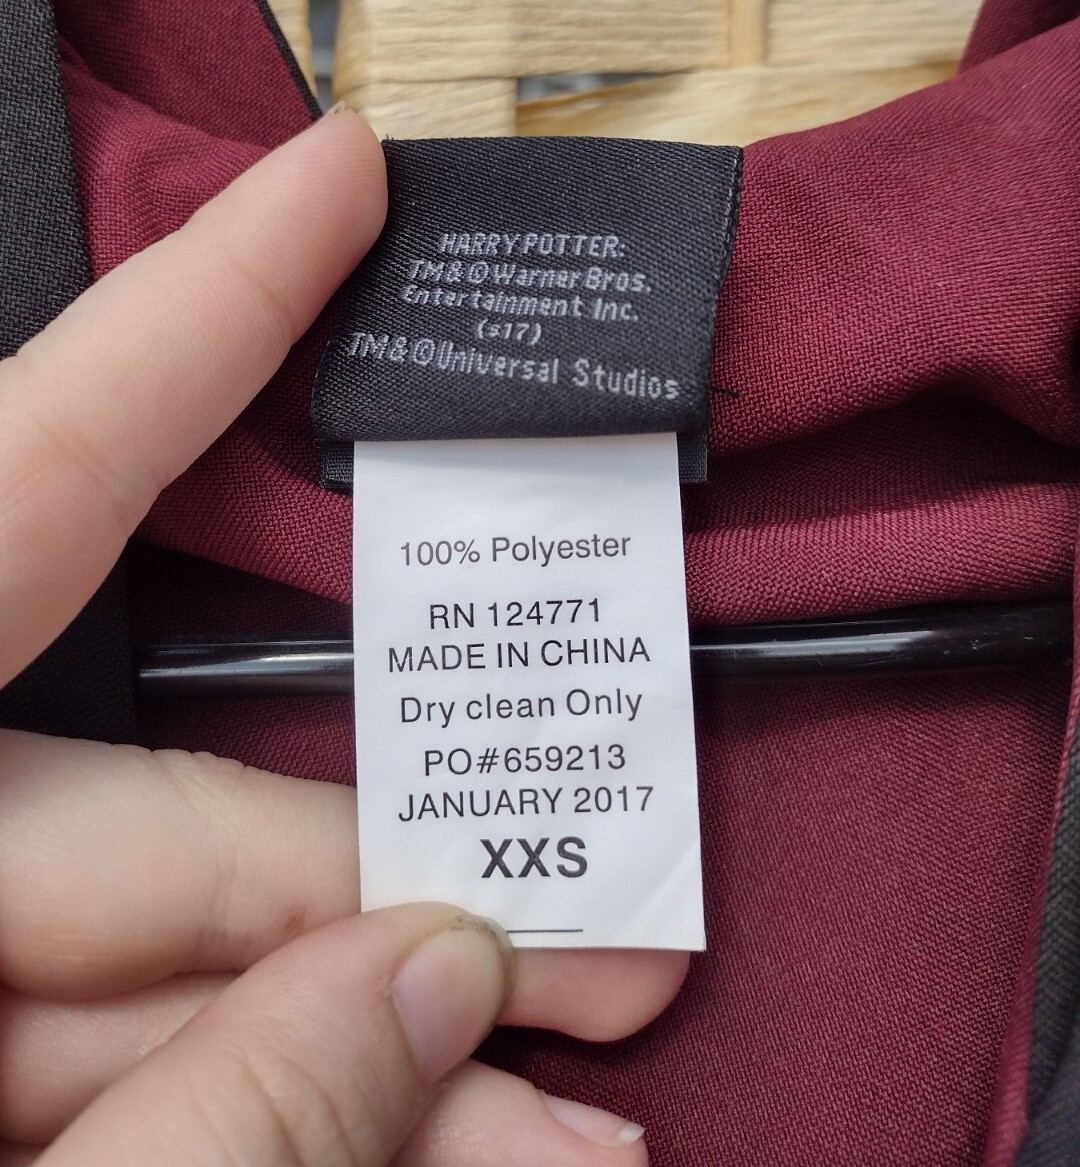 HARRY POTTER:
TM & © Warner Bros.
Entertainment Inc.
(s17)
TM & © Universal Studios
100% Polyester
RN 124771
MADE IN CHINA
Dry clean Only
PO#659213
JANUARY 2017
XXS